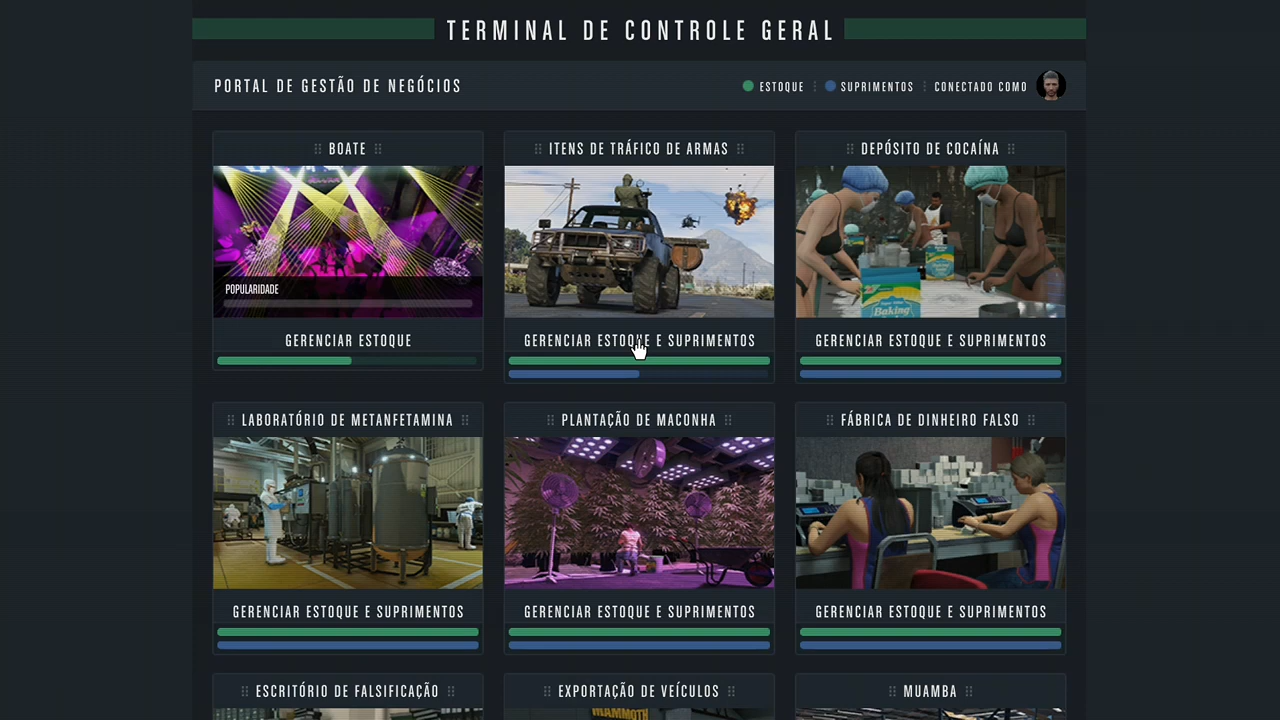 TERMINAL DE CONTROLE GERAL
PORTAL DE GESTÃO DE NEGÓCIOS
ESTOQUE
SUPRIMENTOS
CONECTADO COMO
BOATE
ITENS DE TRÁFICO DE ARMAS
DEPÓSITO DE COCAÍNA
POPULARIDADE
Baking
GERENCIAR ESTOQUE
GERENCIAR ESTOQUE E SUPRIMENTOS
GERENCIAR ESTOQUE E SUPRIMENTOS
LABORATÓRIO DE METANFETAMINA
PLANTAÇÃO DE MACONHA
FÁBRICA DE DINHEIRO FALSO
GERENCIAR ESTOQUE E SUPRIMENTOS
GERENCIAR ESTOQUE E SUPRIMENTOS
GERENCIAR ESTOQUE E SUPRIMENTOS
ESCRITÓRIO DE FALSIFICAÇÃO
EXPORTAÇÃO DE VEÍCULOS
MUAMBA
MAMMOTH